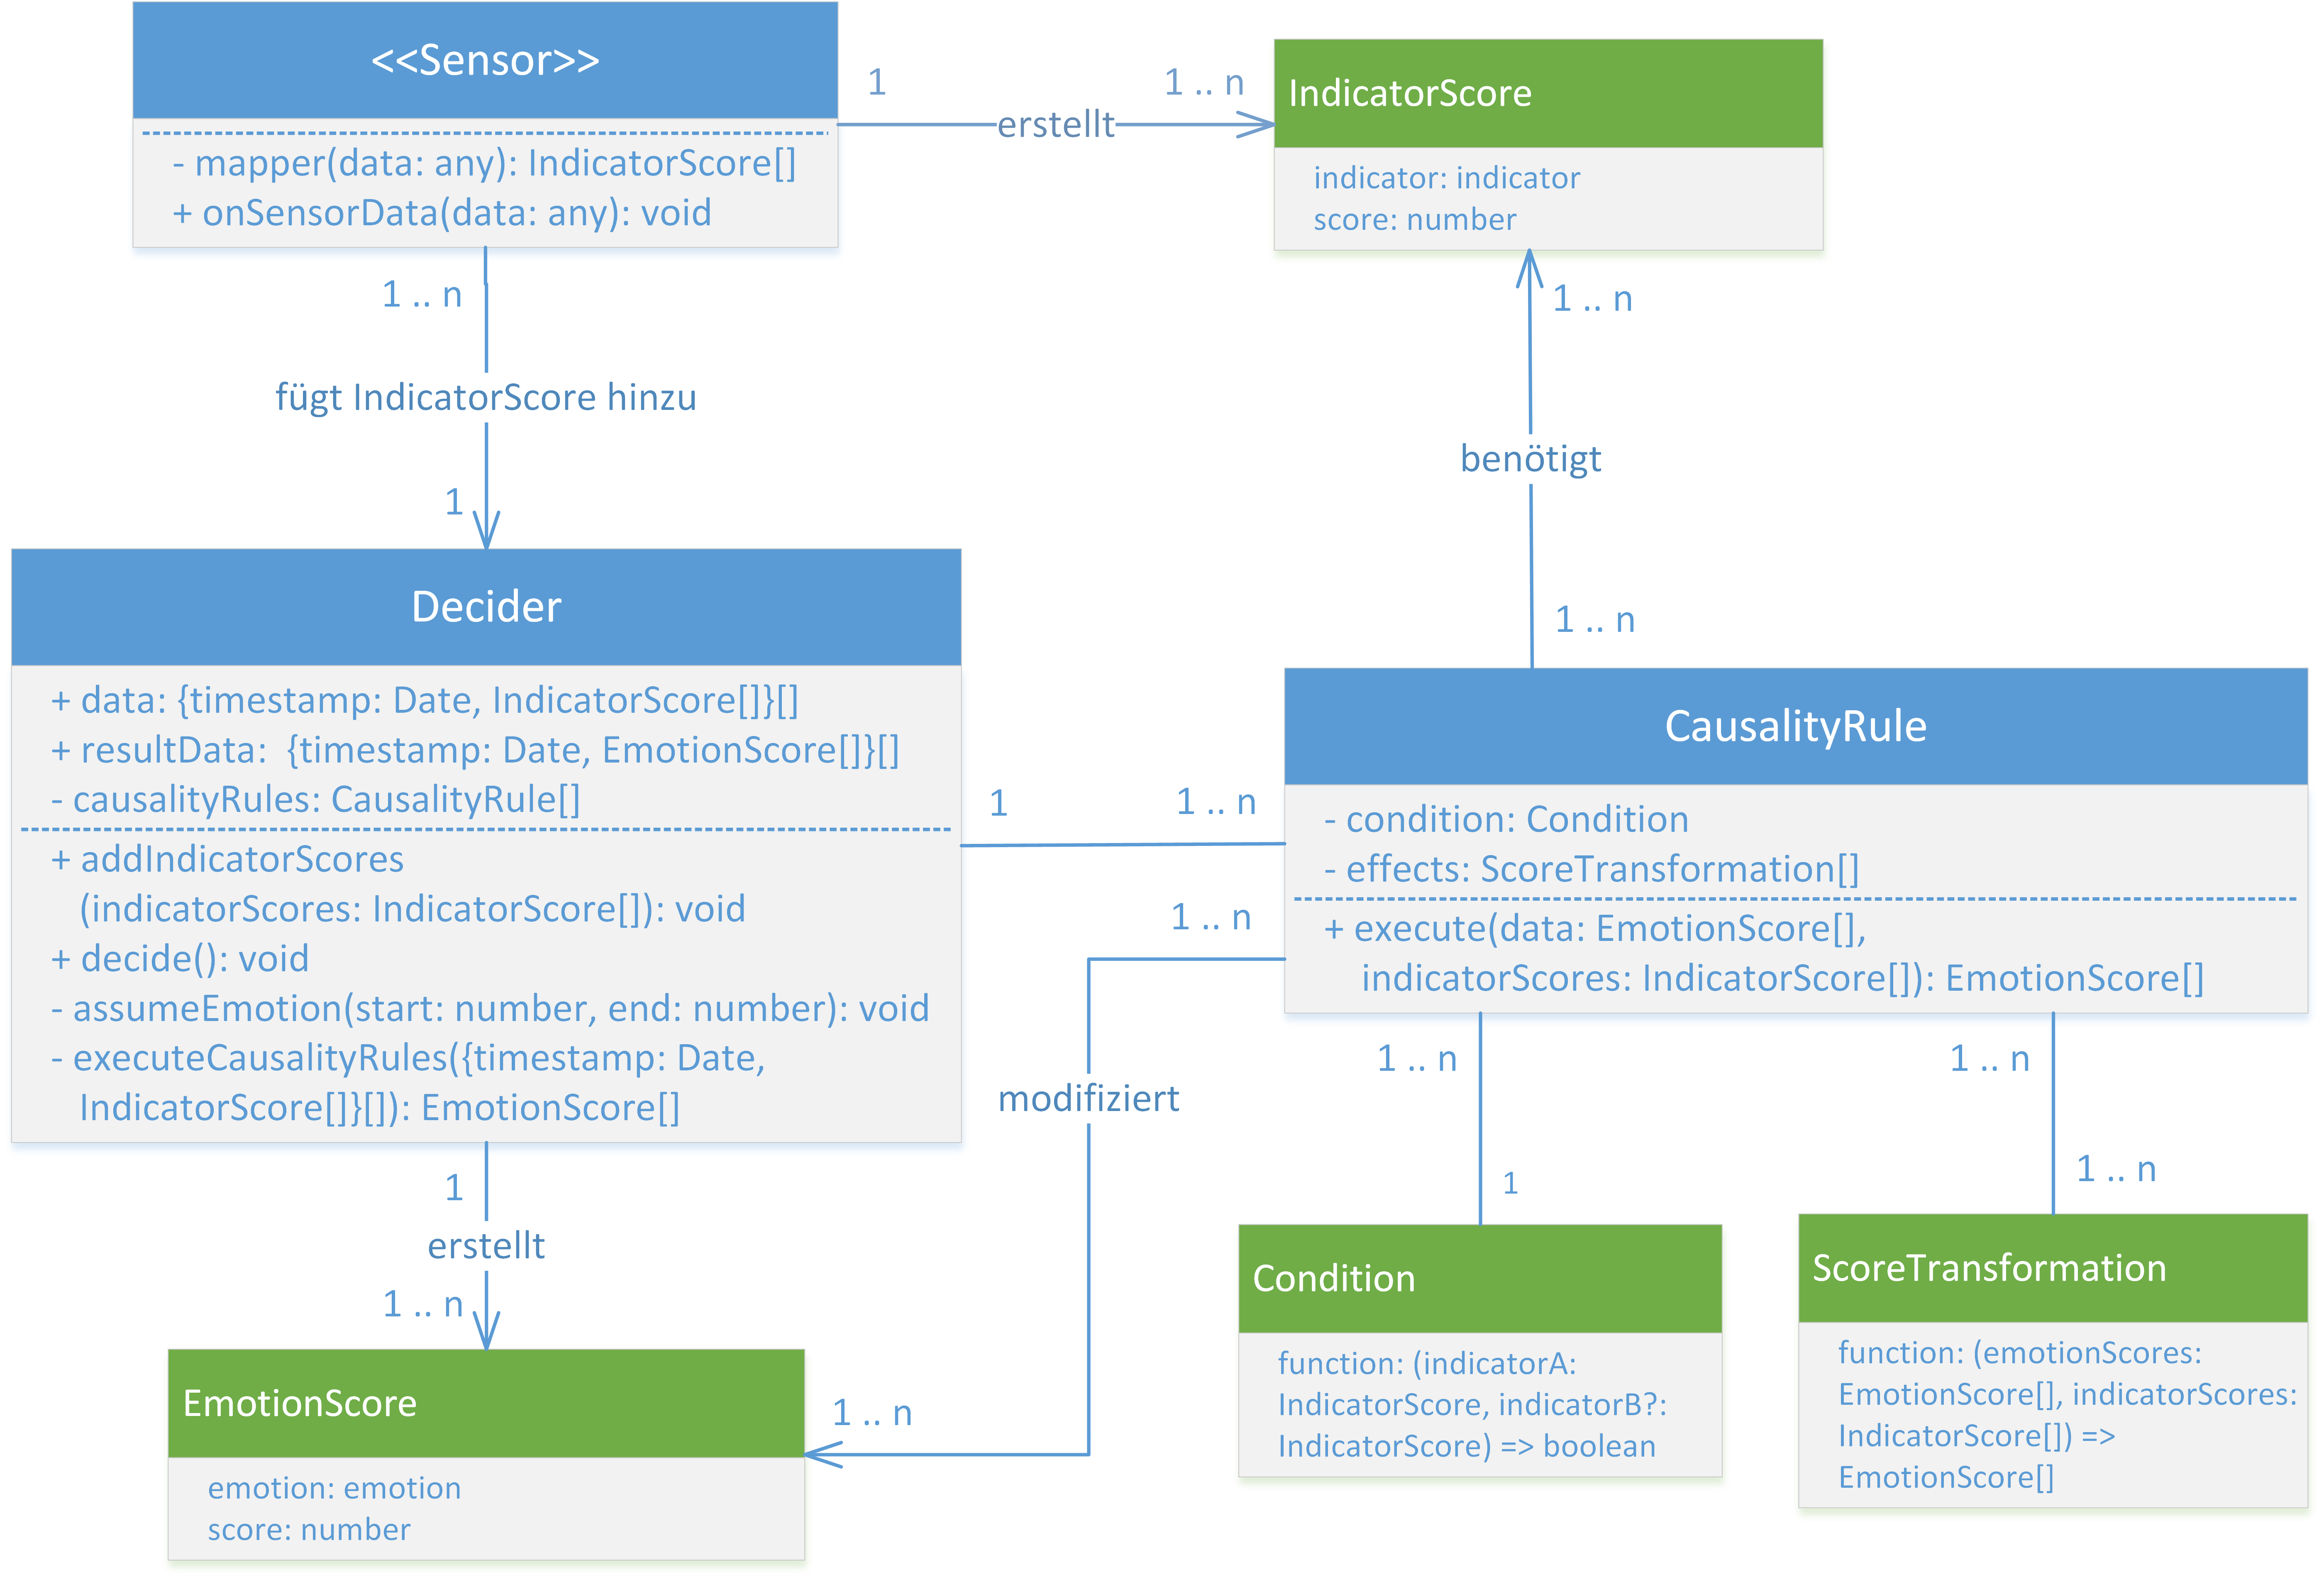 <<Sensor>>
- mapper(data: any): IndicatorScore[]
+ onSensorData(data: any): void
1
1 .. n
erstellt
IndicatorScore
indicator: indicator
score: number
1 .. n
fügt IndicatorScore hinzu
1
1 .. n
benötigt
1 .. n
Decider
+ data: {timestamp: Date, IndicatorScore[]}[]
+ resultData:  {timestamp: Date, EmotionScore[]}[]
- causalityRules: CausalityRule[]
+ addIndicatorScores
(indicatorScores: IndicatorScore[]): void
+ decide(): void
- assumeEmotion(start: number, end: number): void
- executeCausalityRules({timestamp: Date,
IndicatorScore[]}[]): EmotionScore[]
1
1 .. n
CausalityRule
- condition: Condition
- effects: ScoreTransformation[]
+ execute(data: EmotionScore[],
indicatorScores: IndicatorScore[]): EmotionScore[]
1 .. n
modifiziert
1 .. n
1
erstellt
1 .. n
EmotionScore
emotion: emotion
score: number
1 .. n
1
Condition
function: (indicatorA:
IndicatorScore, indicatorB?:
IndicatorScore) => boolean
1 .. n
1 .. n
ScoreTransformation
function: (emotionScores:
EmotionScore[], indicatorScores:
IndicatorScore[]) =>
EmotionScore[]